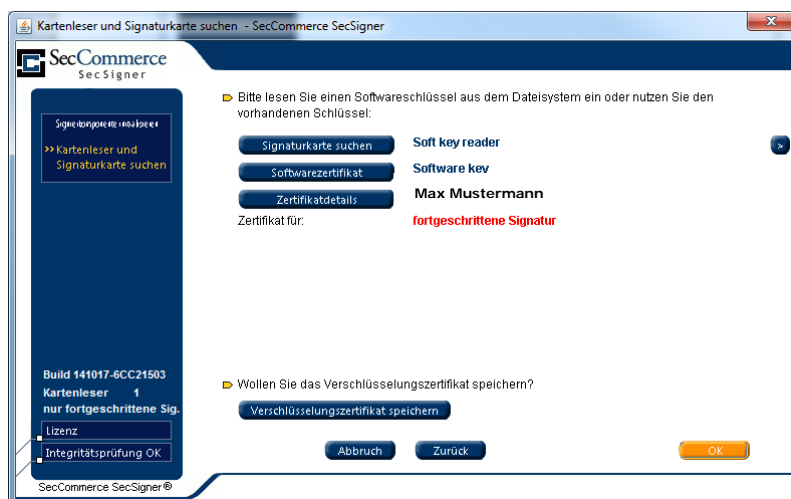 Kartenleser und Signaturkarte suchen - SecCommerce SecSigner
SecCommerce
SecSigner
Kartenleser und
Signaturkarte suchen
Bitte lesen Sie einen Softwareschlüssel aus dem Dateisystem ein oder nutzen Sie den
vorhandenen Schlüssel:
Signaturkarte suchen Soft key reader
Softwarezertifikat Software key
Zertifikatdetails Max Mustermann
Zertifikat für: fortgeschrittene Signatur
Build 141017-6CC21503
Kartenleser 1
nur fortgeschrittene Sig.
Lizenz
Integritätsprüfung OK
Wollen Sie das Verschlüsselungszertifikat speichern?
Verschlüsselungszertifikat speichern
Abbruch Zurück OK
SecCommerce SecSigner®